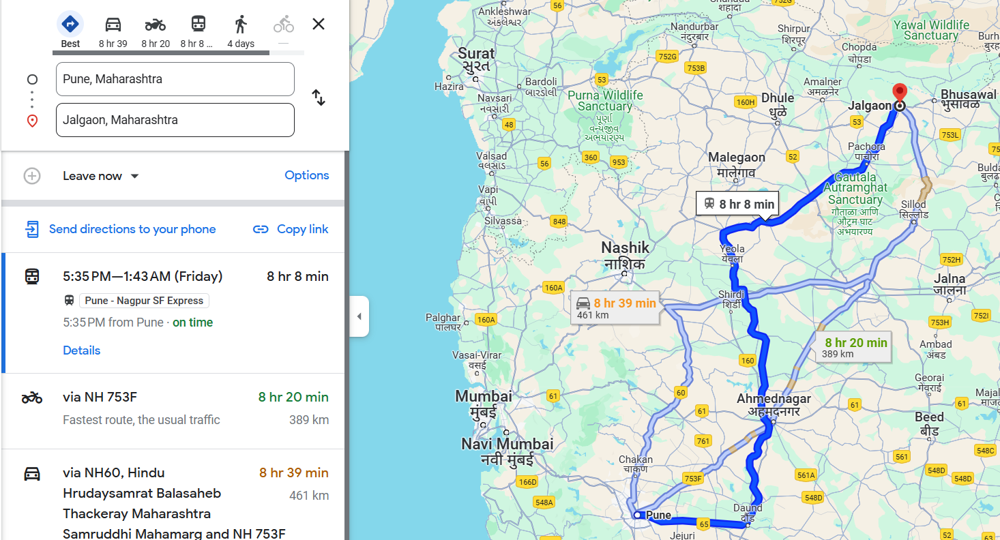 Best
8 hr 39
8 hr 20
8 hr 8 ...
4 days
—
Pune, Maharashtra
Jalgaon, Maharashtra
Leave now
Options
Send directions to your phone
Copy link
5:35 PM—1:43 AM (Friday)
8 hr 8 min
Pune - Nagpur SF Express
5:35 PM from Pune · on time
Details
via NH 753F
8 hr 20 min
Fastest route, the usual traffic
389 km
via NH60, Hindu
8 hr 39 min
Hrudaysamrat Balasaheb
461 km
Thackeray Maharashtra
Samruddhi Mahamarg and NH 753F
Ankleshwar
અંકલેશ્વર
56
शहादा
752G
Nandurbar
नंदुरबार
Shirpur
शिरपूर
Yawal Wildlife
Sanctuary
Surat
સુરત
752G
753B
Chopda
चोपडा
Hazira
Bardoli
બારડોલી
53
Purna Wildlife
Sanctuary
પૂર્ણા
વન્યજીવ
અભયારણ્ય
Amalner
अमळनेर
Dhule
धुळे
160H
Jalgaon
Bhusawal
भुसावळ
Navsari
નવસારી
48
53
753L
Valsad
વલસાડ
56
360
953
Malegaon
मालेगाव
52
Pachora
पाचोरा
Gautala
Autramghat
Sanctuary
गौताळा आणि
औट्रम घाट
अभयारण्य
Vapi
વાપી
8 hr 8 min
Sillod
सिल्लोड
Silvassa
848
Nashik
नाशिक
Yeola
येवला
752H
Jalna
जालना
160A
8 hr 39 min
461 km
Shirdi
शिर्डी
Palghar
पालघर
160A
753H
752I
8 hr 20 min
389 km
Ambad
अंबड
Vasai-Virar
वसई
160
Georai
गेवराई
Mumbai
मुंबई
61
60
61
Ahmednagar
अहमदनगर
61
61
Beed
बीड
Navi Mumbai
नवी मुंबई
761
548C
561
Chakan
चाकण
548D
548D
561A
166D
753F
548D
548A
Pune
Daund
दौंड
65
Jejuri
52
63